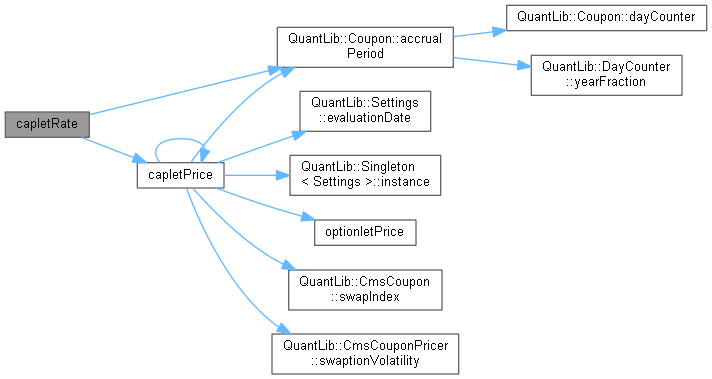 capletRate
capletPrice
QuantLib::Coupon::accrual
Period
QuantLib::Settings
::evaluationDate
QuantLib::Singleton
< Settings >::instance
optionletPrice
QuantLib::CmsCoupon
::swapIndex
QuantLib::CmsCouponPricer
::swaptionVolatility
QuantLib::Coupon::dayCounter
QuantLib::DayCounter
::yearFraction